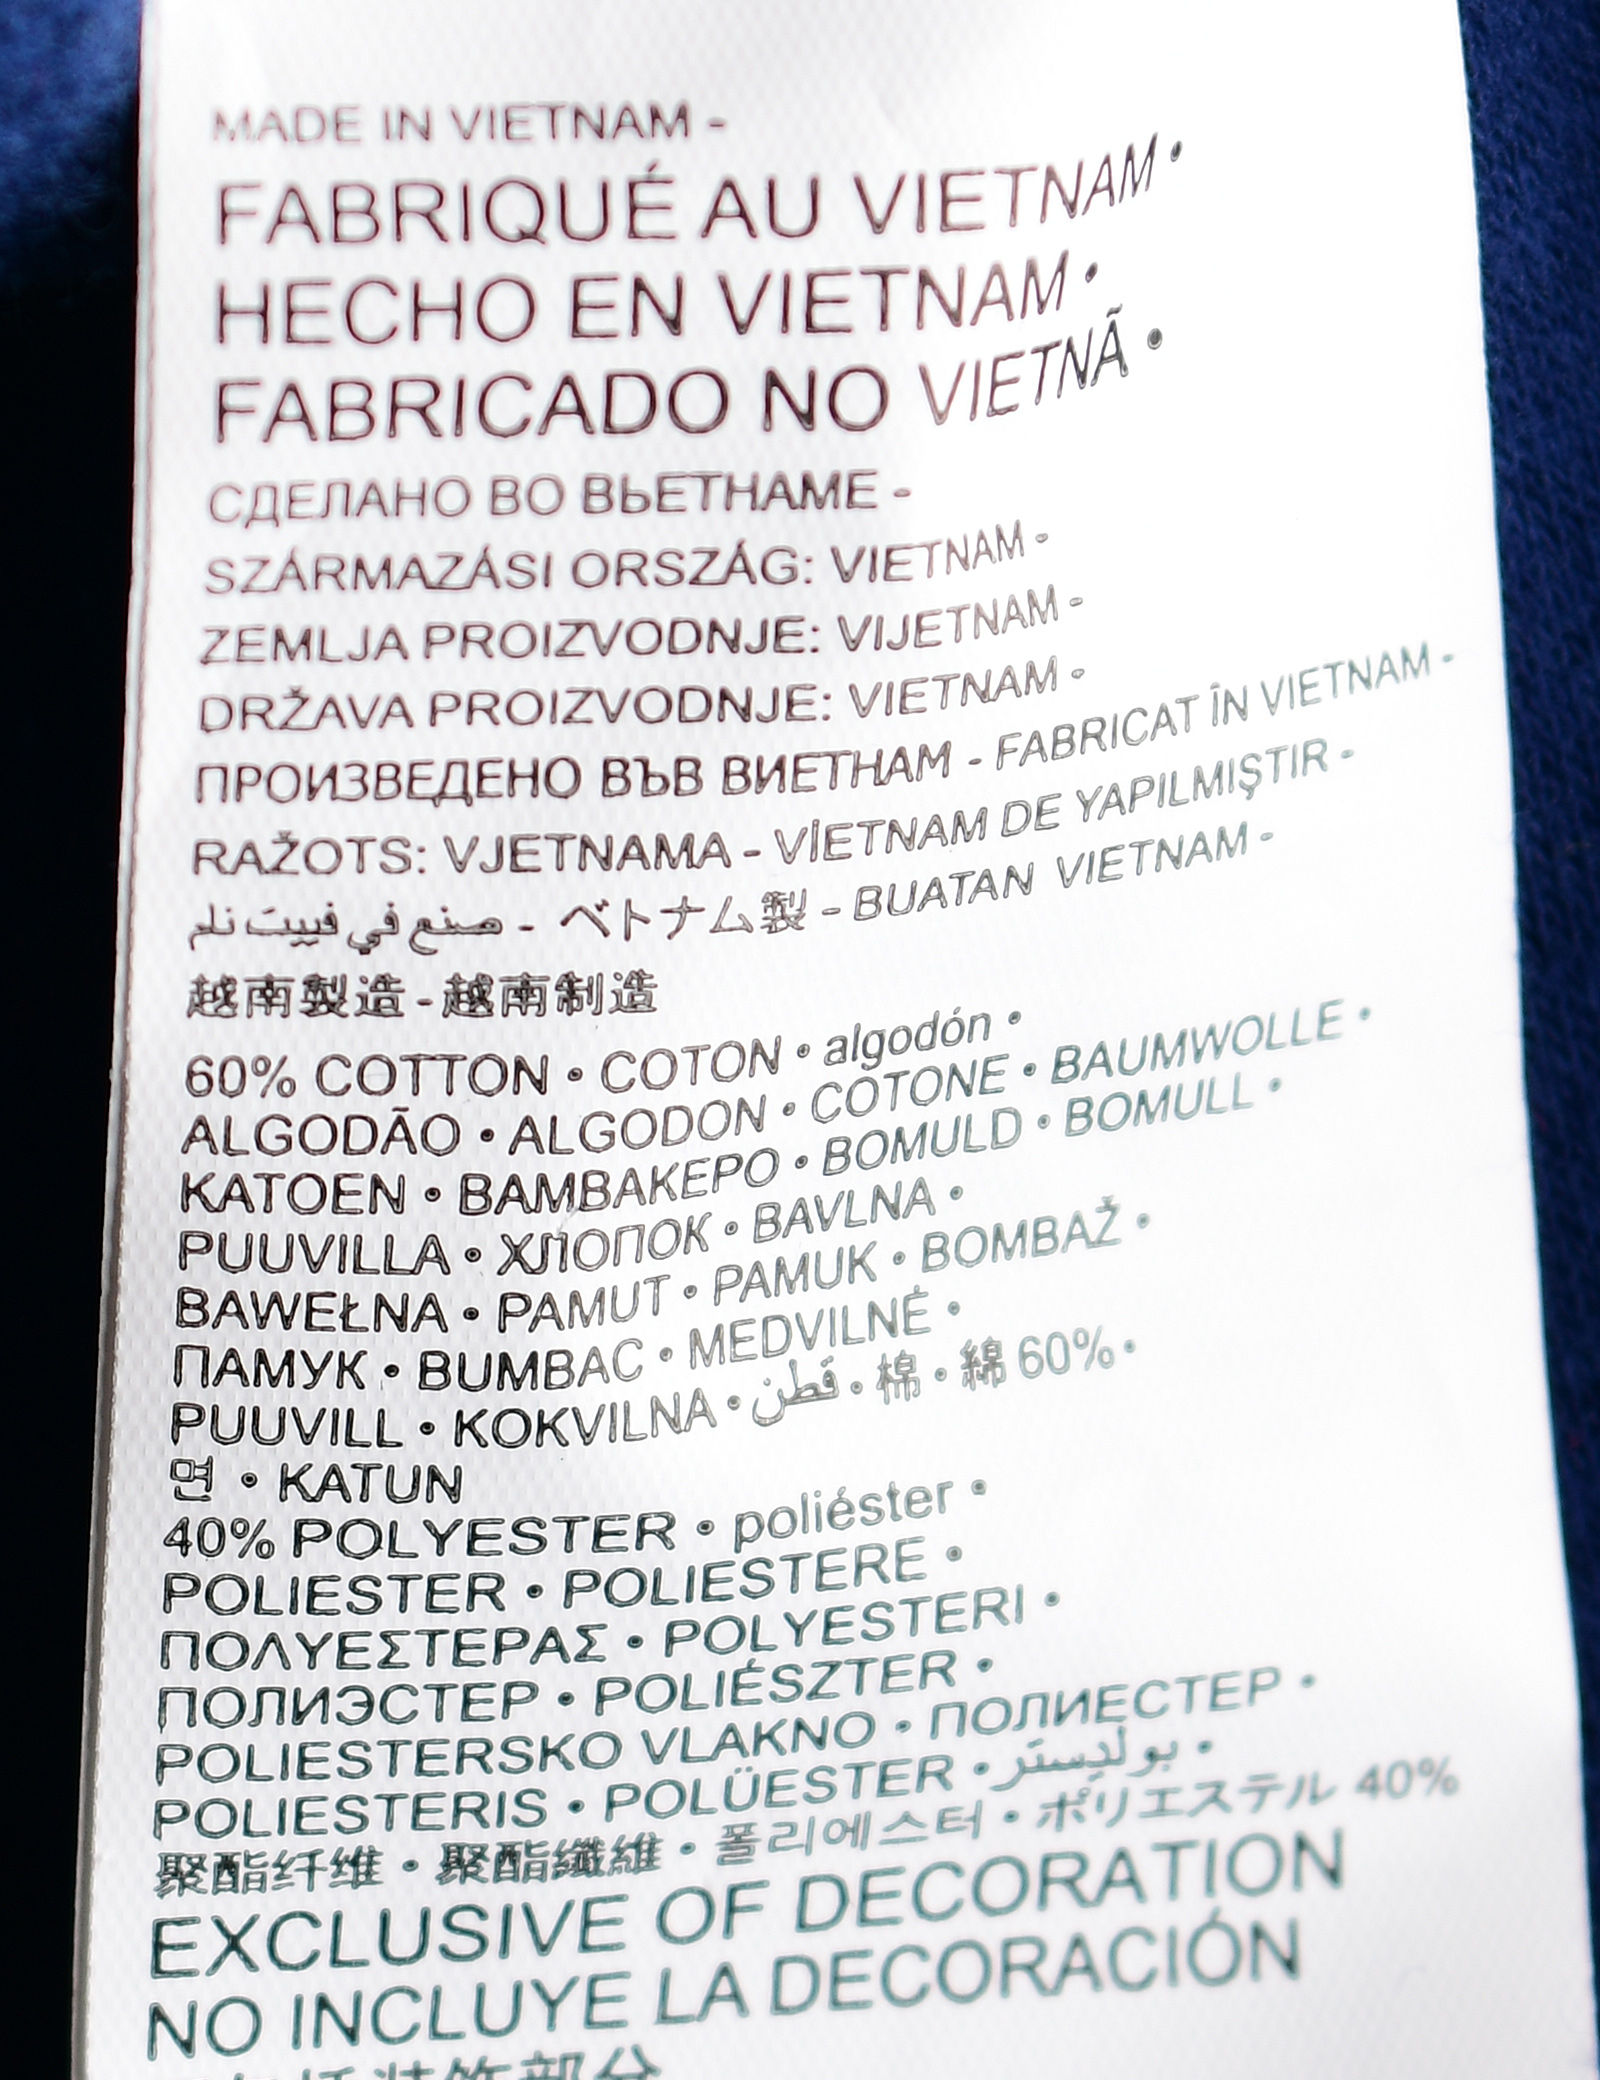 MADE IN VIETNAM -
FABRIQUÉ AU VIETNAM •
HECHO EN VIETNAM •
FABRICADO NO VIETNÃ •
СДЕЛАНО ВО ВЬЕТНАМЕ -
SZÁRMAZÁSI ORSZÁG: VIETNAM -
ZEMLJA PROIZVODNJE: VIJETNAM -
DRŽAVA PROIZVODNJE: VIETNAM -
ПРОИЗВЕДЕНО ВЪВ ВИЕТНАМ - FABRICAT ÎN VIETNAM -
RAŽOTS: VJETNAMA - VİETNAM DE YAPILMIŞTIR -
صنع في فييت نام - ベトナム製 - BUATAN VIETNAM -
越南製造 - 越南制造
60% COTTON • COTON • algodón •
ALGODÃO • ALGODON • COTONE • BAUMWOLLE •
KATOEN • ΒΑΜΒΑΚΕΡΟ • BOMULD • BOMULL •
PUUVILLA • ХЛОПОК • BAVLNA •
BAWEŁNA • PAMUT • PAMUK • BOMBAŽ •
ПАМУК • BUMBAC • MEDVILNĖ •
PUUVILL • KOKVILNA • قطن • 棉 • 綿 60% •
면 • KATUN
40% POLYESTER • poliéster •
POLIESTER • POLIESTERE •
ΠΟΛΥΕΣΤΕΡΑΣ • POLYESTERI •
ПОЛИЭСТЕР • POLIÉSZTER •
POLIESTERSKO VLAKNO • ПОЛИЕСТЕР •
POLIESTERIS • POLÜESTER • بوليستر •
聚酯纤维 • 聚酯纖維 • 폴리에스터 • ポリエステル 40%
EXCLUSIVE OF DECORATION
NO INCLUYE LA DECORACIÓN